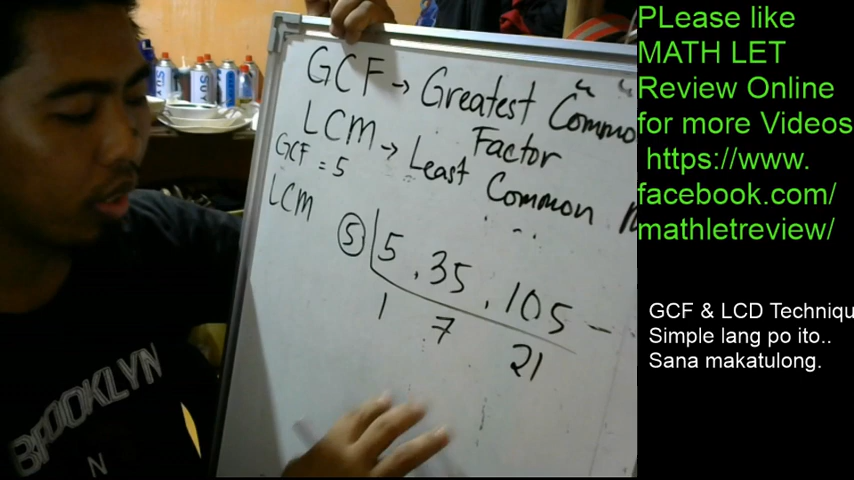 GCF → Greatest Common
Factor
LCM → Least Common
GCF = 5
LCM
5 5 , 35 , 105 –
1 7 21
BROOKLYN
N
PLease like
MATH LET
Review Online
for more Videos
https://www.
facebook.com/
mathletreview/
GCF & LCD Techniqu
Simple lang po ito..
Sana makatulong.